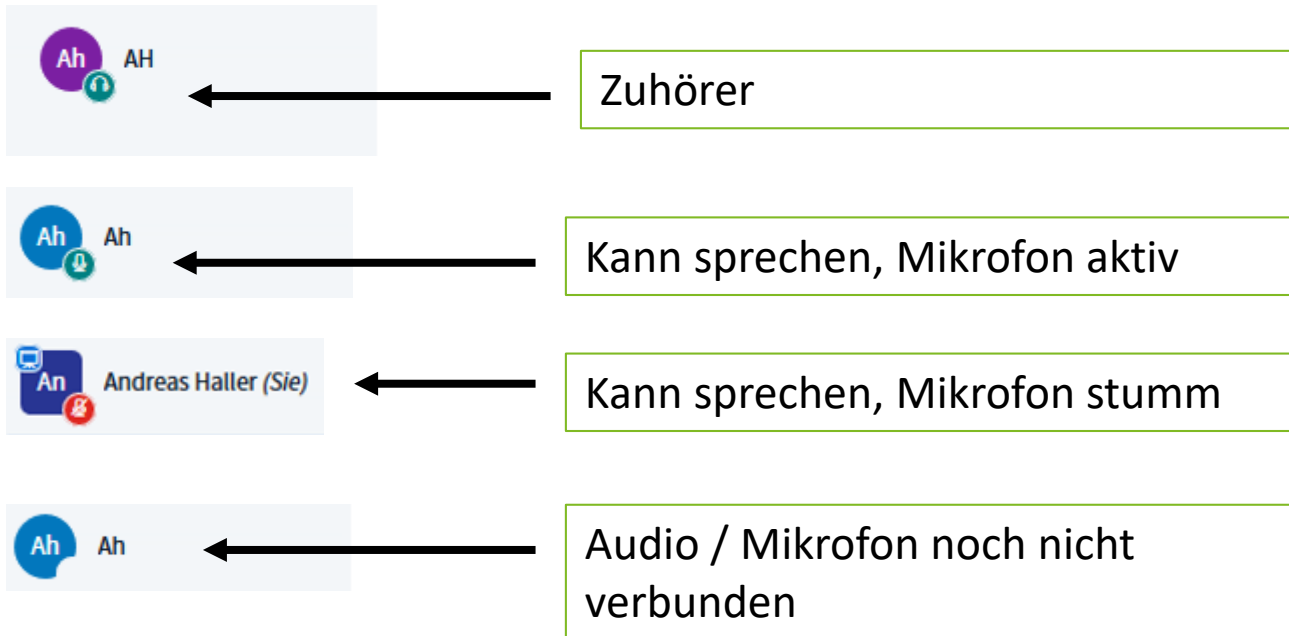 Ah AH
Zuhörer
Ah Ah
Kann sprechen, Mikrofon aktiv
An Andreas Haller (Sie)
Kann sprechen, Mikrofon stumm
Ah Ah
Audio / Mikrofon noch nicht
verbunden